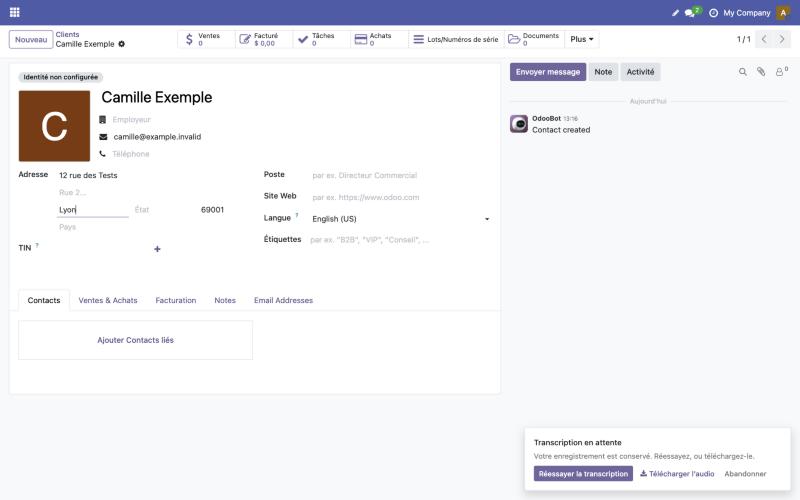 2
My Company
A
Nouveau
Clients
Camille Exemple
Ventes
0
Facturé
$ 0,00
Tâches
0
Achats
0
Lots/Numéros de série
Documents
0
Plus
1 / 1
Identité non configurée
C
Camille Exemple
Employeur
camille@example.invalid
Téléphone
Adresse
12 rue des Tests
Rue 2...
Lyon
État
69001
Pays
TIN ?
Poste
par ex. Directeur Commercial
Site Web
par ex. https://www.odoo.com
Langue ?
English (US)
Étiquettes
par ex. "B2B", "VIP", "Conseil", ...
Contacts
Ventes & Achats
Facturation
Notes
Email Addresses
Ajouter Contacts liés
Envoyer message
Note
Activité
0
Aujourd'hui
OdooBot 13:16
Contact created
Transcription en attente
Votre enregistrement est conservé. Réessayez, ou téléchargez-le.
Réessayer la transcription
Télécharger l'audio
Abandonner